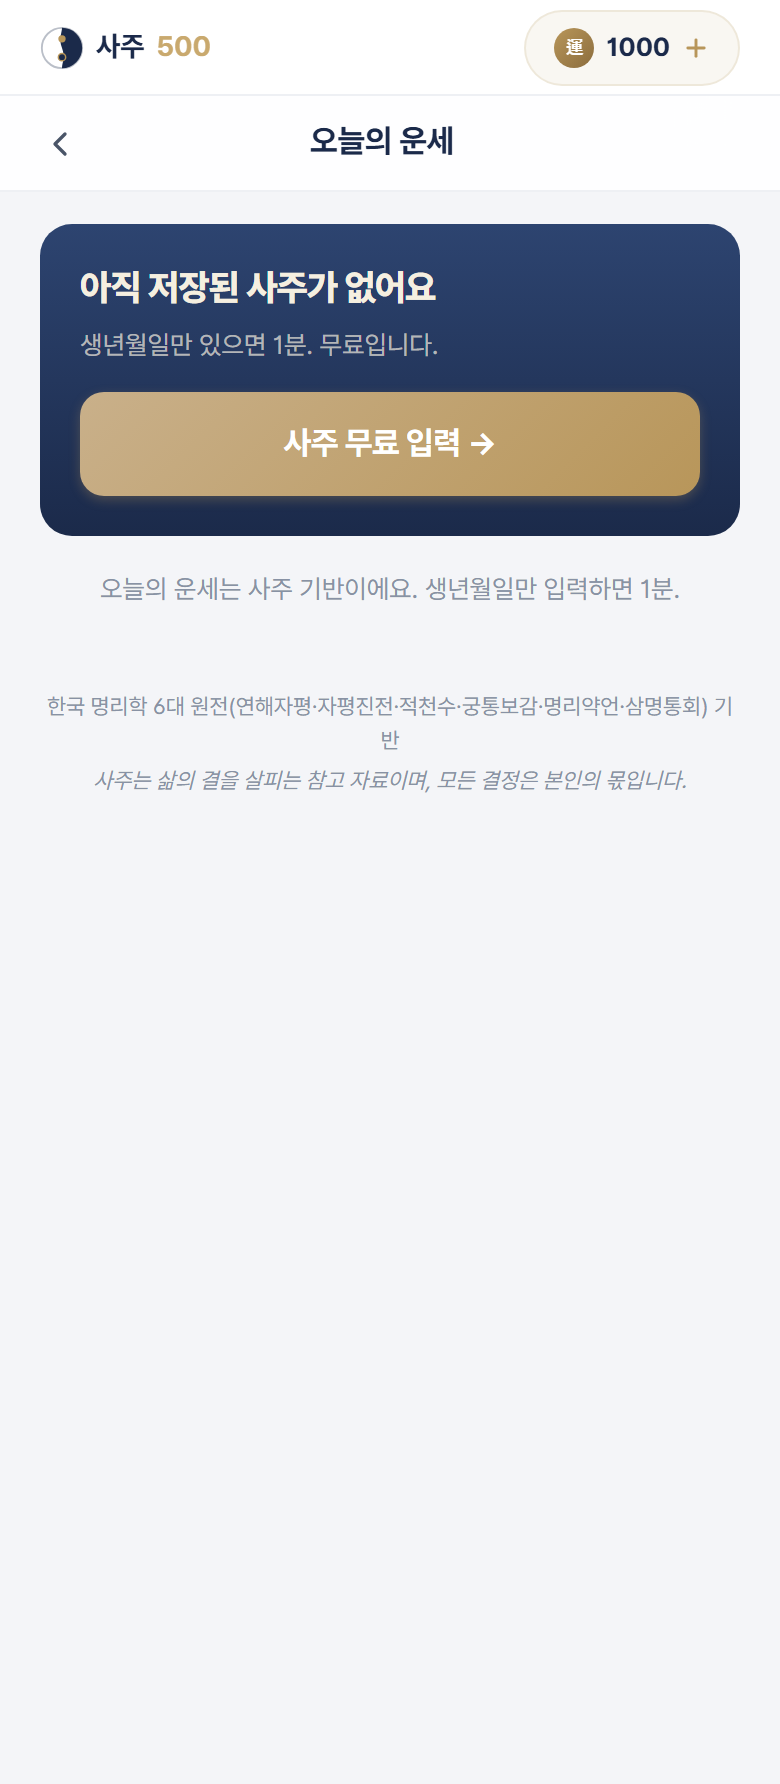 사주 500
運 1000 +
오늘의 운세
아직 저장된 사주가 없어요
생년월일만 있으면 1분. 무료입니다.
사주 무료 입력 →
오늘의 운세는 사주 기반이에요. 생년월일만 입력하면 1분.
한국 명리학 6대 원전(연해자평·자평진전·적천수·궁통보감·명리약언·삼명통회) 기
반
사주는 삶의 결을 살피는 참고 자료이며, 모든 결정은 본인의 몫입니다.